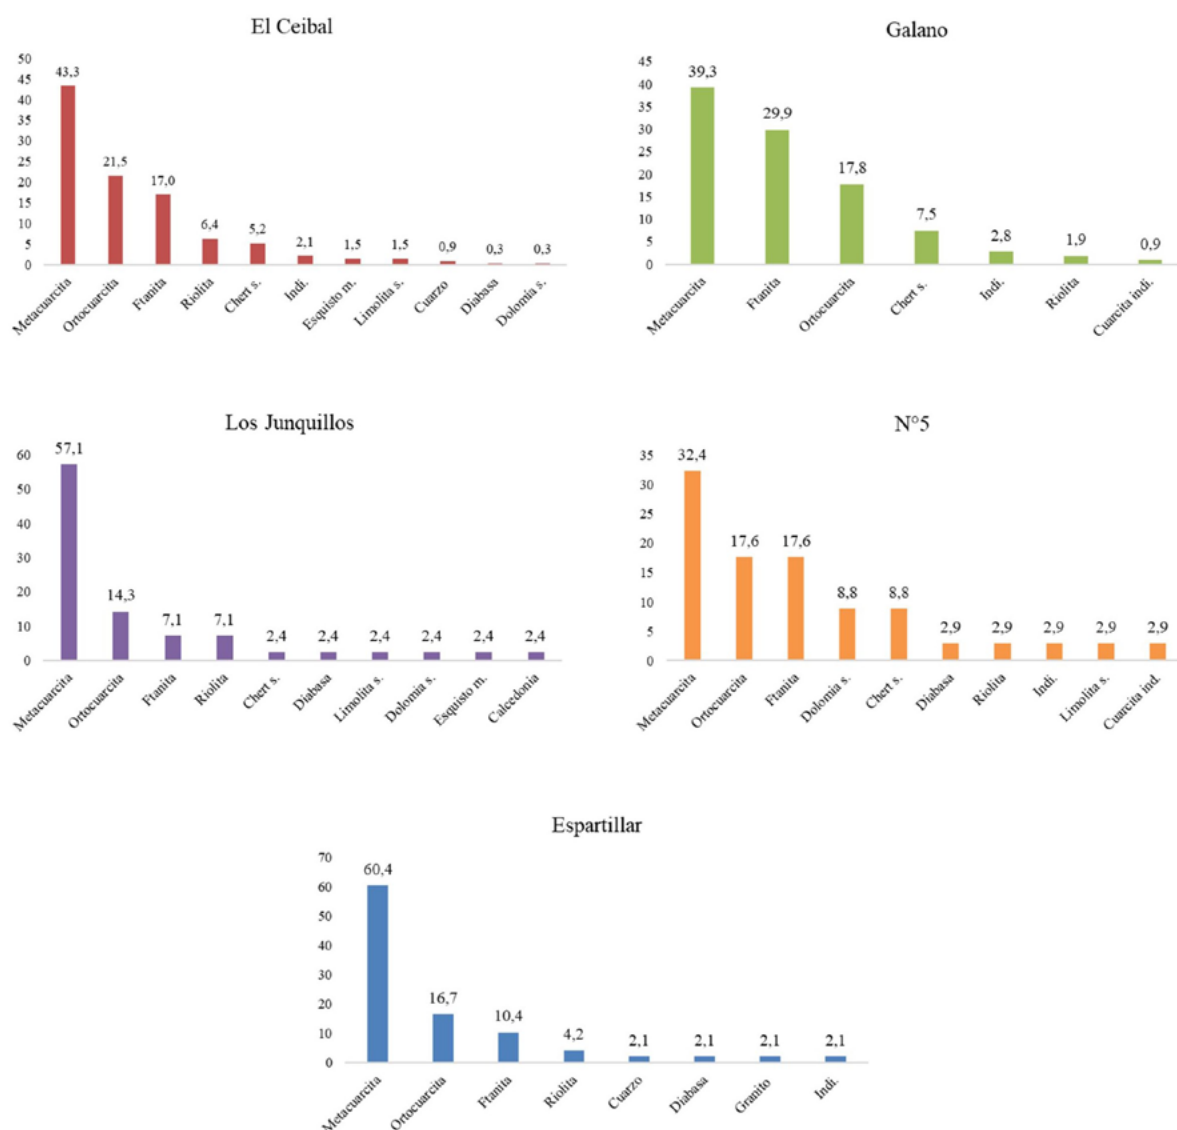 El Ceibal
50
45
40
35
30
25
20
15
10
5
0
43,3
21,5
17,0
6,4
5,2
2,1
1,5
1,5
0,9
0,3
0,3
Metacuarcita
Ortocuarcita
Ftanita
Riolita
Chert s.
Indi.
Esquisto m.
Limolita s.
Cuarzo
Diabasa
Dolomía s.
Galano
45
40
35
30
25
20
15
10
5
0
39,3
29,9
17,8
7,5
2,8
1,9
0,9
Metacuarcita
Ftanita
Ortocuarcita
Chert s.
Indi.
Riolita
Cuarcita indi.
Los Junquillos
60
50
40
30
20
10
0
57,1
14,3
7,1
7,1
2,4
2,4
2,4
2,4
2,4
2,4
Metacuarcita
Ortocuarcita
Ftanita
Riolita
Chert s.
Diabasa
Limolita s.
Dolomía s.
Esquisto m.
Calcedonia
N°5
35
30
25
20
15
10
5
0
32,4
17,6
17,6
8,8
8,8
2,9
2,9
2,9
2,9
2,9
Metacuarcita
Ortocuarcita
Ftanita
Dolomía s.
Chert s.
Diabasa
Riolita
Indi.
Limolita s.
Cuarcita ind.
Espartillar
70
60
50
40
30
20
10
0
60,4
16,7
10,4
4,2
2,1
2,1
2,1
2,1
Metacuarcita
Ortocuarcita
Ftanita
Riolita
Cuarzo
Diabasa
Granito
Indi.